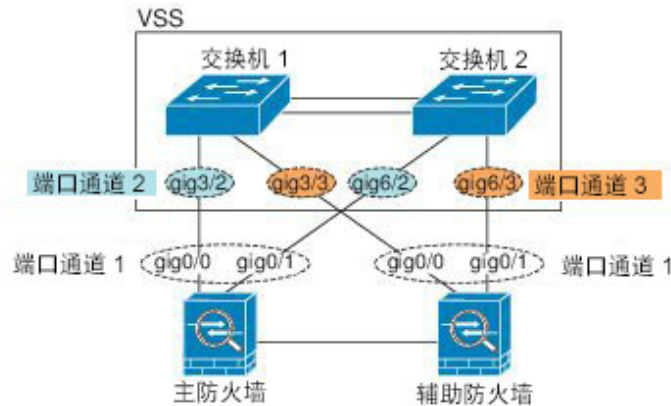 VSS
交换机 1
交换机 2
端口通道 2
gig3/2
gig3/3
gig6/2
gig6/3
端口通道 3
端口通道 1
gig0/0
gig0/1
gig0/0
gig0/1
端口通道 1
主防火墙
辅助防火墙